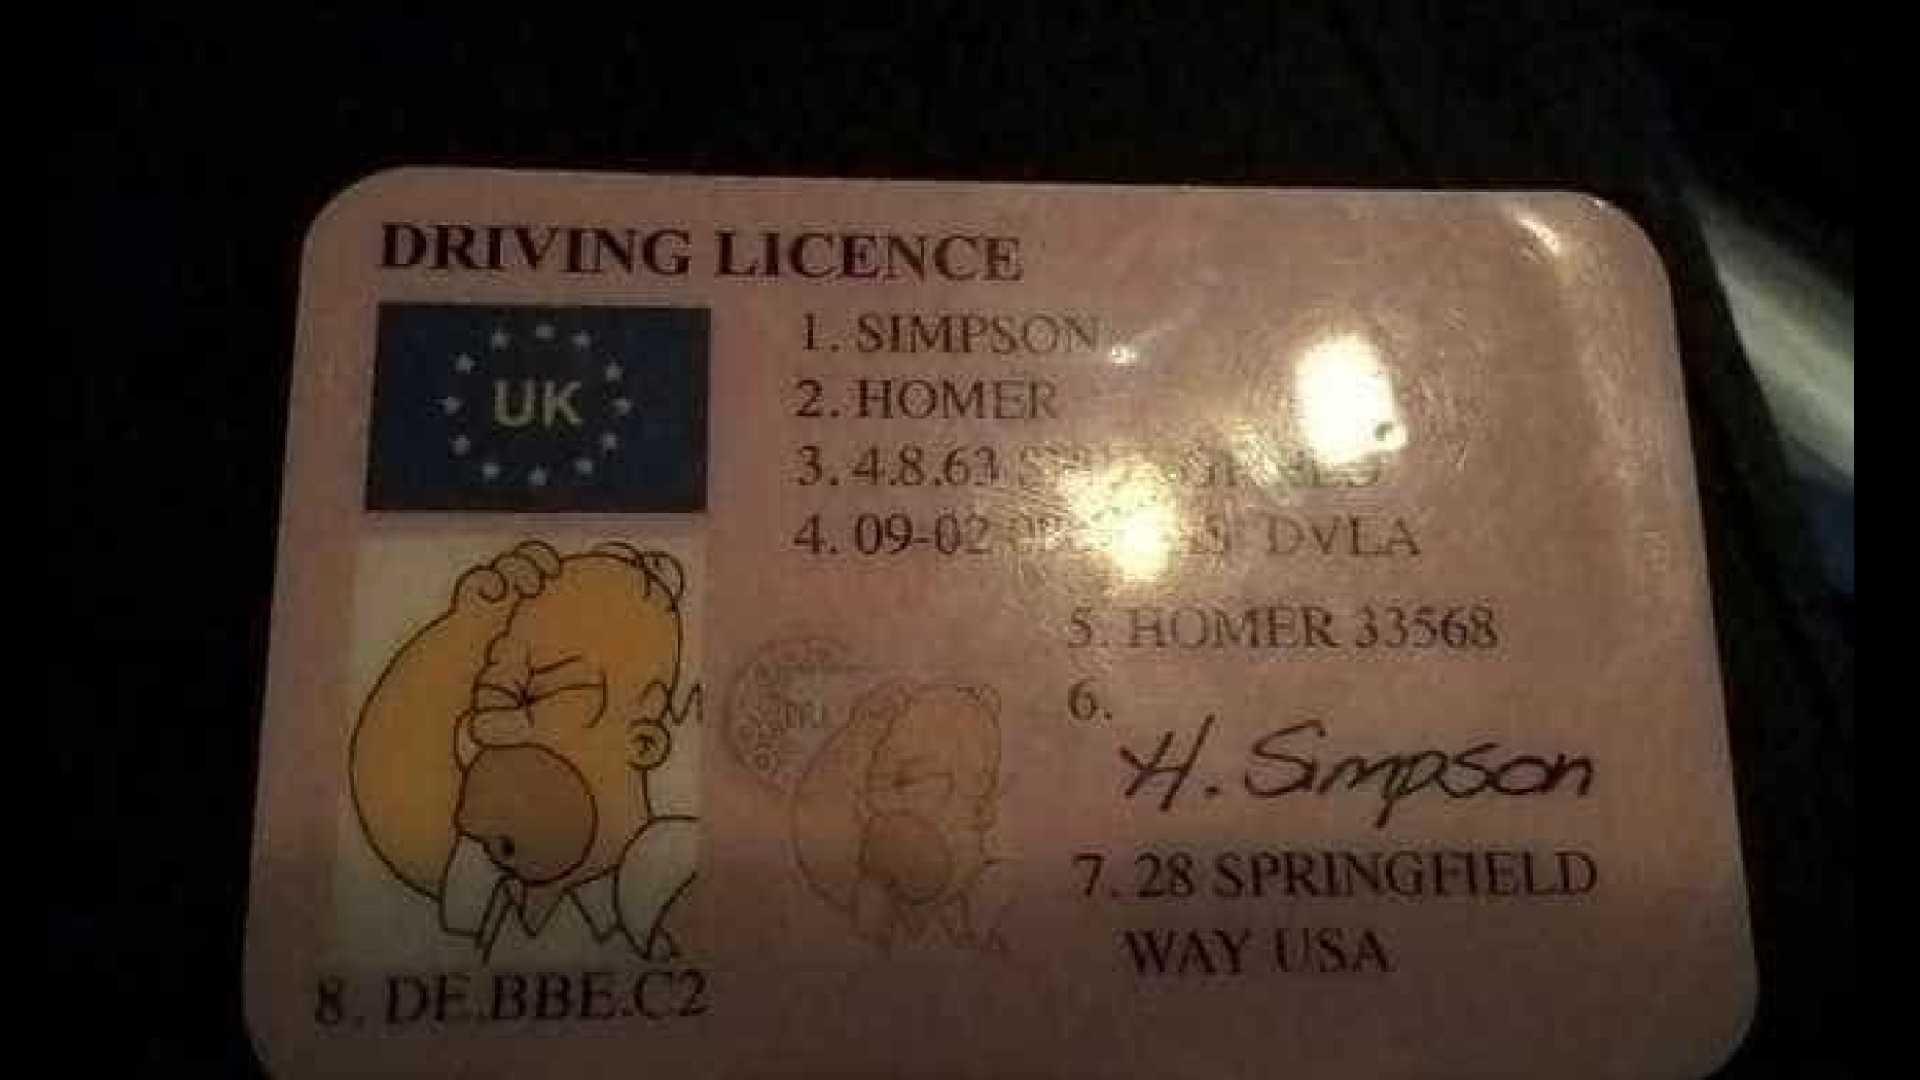 DRIVING LICENCE
UK
1. SIMPSON
2. HOMER
3. 4.8.63
4. 09-02 DVLA
5. HOMER 33568
6.
H. Simpson
7. 28 SPRINGFIELD
WAY USA
8. DE.BBE.C2